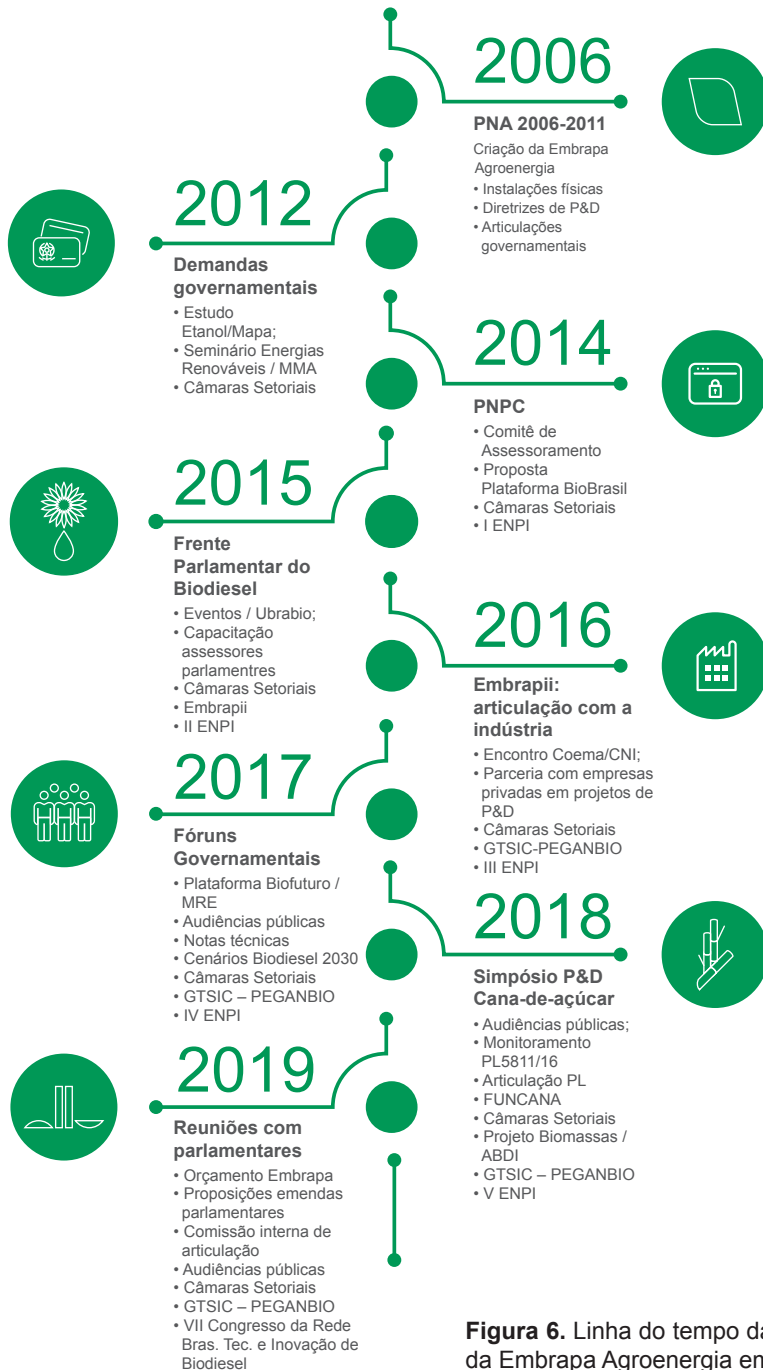 2006
PNA 2006-2011
Criação da Embrapa
Agroenergia
• Instalações físicas
• Diretrizes de P&D
• Articulações
governamentais
2012
Demandas
governamentais
• Estudo
Etanol/Mapa;
• Seminário Energias
Renováveis / MMA
• Câmaras Setoriais
2014
PNPC
• Comitê de
Assessoramento
• Proposta
Plataforma BioBrasil
• Câmaras Setoriais
• I ENPI
2015
Frente
Parlamentar do
Biodiesel
• Eventos / Ubrabio;
• Capacitação
assessores
parlamentres
• Câmaras Setoriais
• Embrapii
• II ENPI
2016
Embrapii:
articulação com a
indústria
• Encontro Coema/CNI;
• Parceria com empresas
privadas em projetos de
P&D
• Câmaras Setoriais
• GTSIC-PEGANBIO
• III ENPI
2017
Fóruns
Governamentais
• Plataforma Biofuturo /
MRE
• Audiências públicas
• Notas técnicas
• Cenários Biodiesel 2030
• Câmaras Setoriais
• GTSIC – PEGANBIO
• IV ENPI
2018
Simpósio P&D
Cana-de-açúcar
• Audiências públicas;
• Monitoramento
PL5811/16
• Articulação PL
• FUNCANA
• Câmaras Setoriais
• Projeto Biomassas /
ABDI
• GTSIC – PEGANBIO
• V ENPI
2019
Reuniões com
parlamentares
• Orçamento Embrapa
• Proposições emendas
parlamentares
• Comissão interna de
articulação
• Audiências públicas
• Câmaras Setoriais
• GTSIC – PEGANBIO
• VII Congresso da Rede
Bras. Tec. e Inovação de
Biodiesel
Figura 6. Linha do tempo da
da Embrapa Agroenergia em